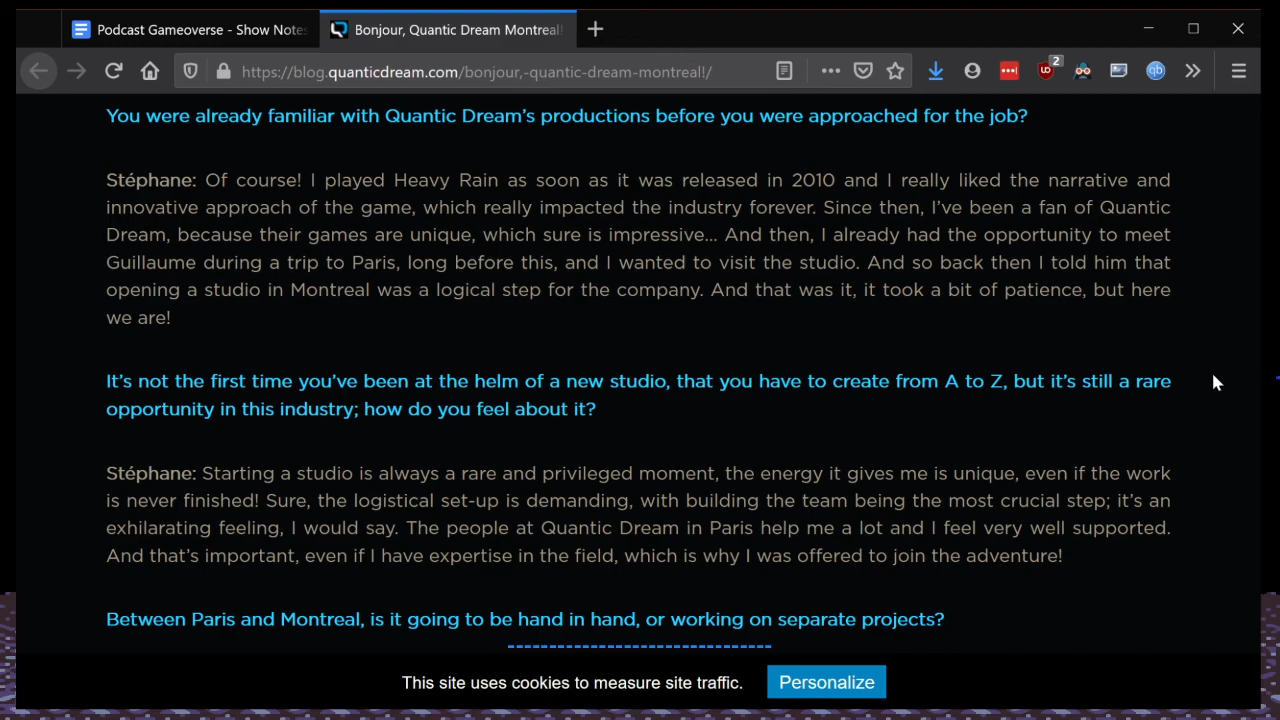 Podcast Gameoverse - Show Notes
Bonjour, Quantic Dream Montreal!
https://blog.quanticdream.com/bonjour,-quantic-dream-montreal!/
2
qb
You were already familiar with Quantic Dream's productions before you were approached for the job?
Stéphane: Of course! I played Heavy Rain as soon as it was released in 2010 and I really liked the narrative and
innovative approach of the game, which really impacted the industry forever. Since then, I've been a fan of Quantic
Dream, because their games are unique, which sure is impressive... And then, I already had the opportunity to meet
Guillaume during a trip to Paris, long before this, and I wanted to visit the studio. And so back then I told him that
opening a studio in Montreal was a logical step for the company. And that was it, it took a bit of patience, but here
we are!
It's not the first time you've been at the helm of a new studio, that you have to create from A to Z, but it's still a rare
opportunity in this industry; how do you feel about it?
Stéphane: Starting a studio is always a rare and privileged moment, the energy it gives me is unique, even if the work
is never finished! Sure, the logistical set-up is demanding, with building the team being the most crucial step; it's an
exhilarating feeling, I would say. The people at Quantic Dream in Paris help me a lot and I feel very well supported.
And that's important, even if I have expertise in the field, which is why I was offered to join the adventure!
Between Paris and Montreal, is it going to be hand in hand, or working on separate projects?
This site uses cookies to measure site traffic.
Personalize